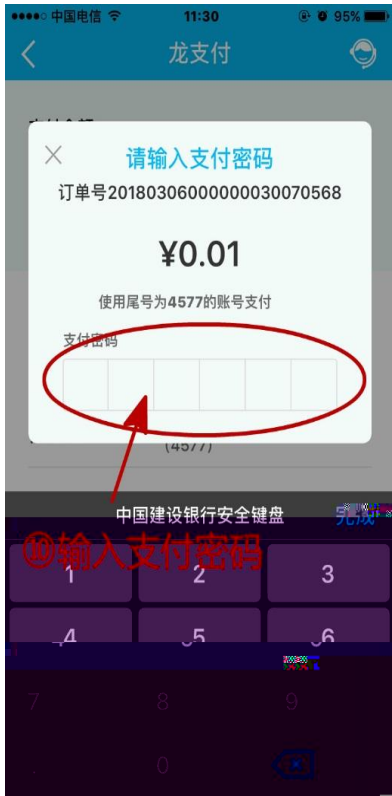 中国电信 11:30 95%
龙支付
请输入支付密码
订单号20180306000000030070568
¥0.01
使用尾号为4577的账号支付
支付密码
(4577)
中国建设银行安全键盘 完成
⑩输入支付密码
1 2 3
4 5 6
7 8 9
. 0